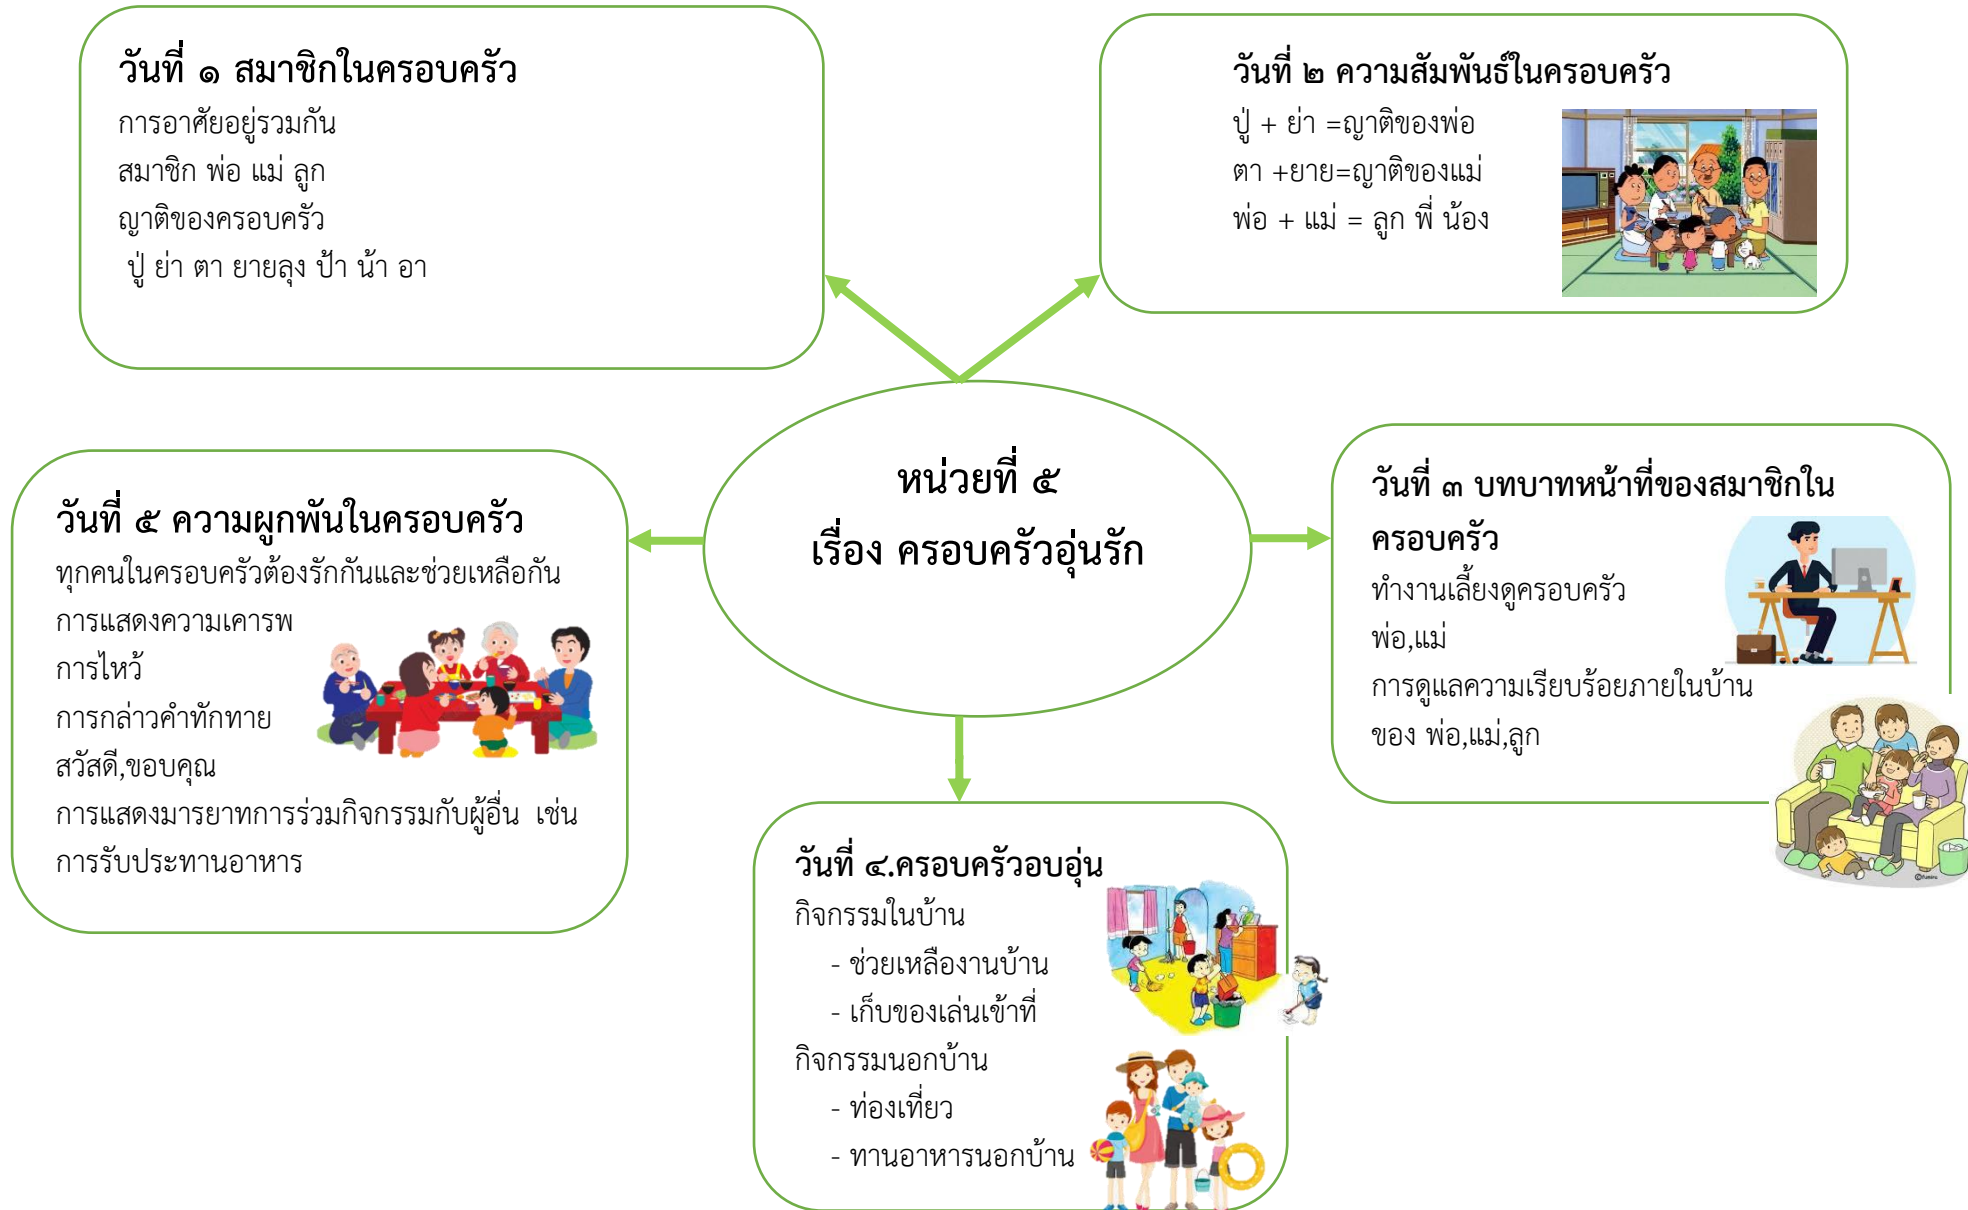 วันที่ ๑ สมาชิกในครอบครัว
การอาศัยอยู่รวมกัน
สมาชิก พ่อ แม่ ลูก
ญาติของครอบครัว
ปู่ ย่า ตา ยายลุง ป้า น้า อา
วันที่ ๒ ความสัมพันธ์ในครอบครัว
ปู่ + ย่า =ญาติของพ่อ
ตา +ยาย=ญาติของแม่
พ่อ + แม่ = ลูก พี่ น้อง
หน่วยที่ ๕
เรื่อง ครอบครัวอุ่นรัก
วันที่ ๓ บทบาทหน้าที่ของสมาชิกใน
ครอบครัว
ทำงานเลี้ยงดูครอบครัว
พ่อ,แม่
การดูแลความเรียบร้อยภายในบ้าน
ของ พ่อ,แม่,ลูก
วันที่ ๔.ครอบครัวอบอุ่น
กิจกรรมในบ้าน
- ช่วยเหลืองานบ้าน
- เก็บของเล่นเข้าที่
กิจกรรมนอกบ้าน
- ท่องเที่ยว
- ทานอาหารนอกบ้าน
วันที่ ๕ ความผูกพันในครอบครัว
ทุกคนในครอบครัวต้องรักกันและช่วยเหลือกัน
การแสดงความเคารพ
การไหว้
การกล่าวคำทักทาย
สวัสดี,ขอบคุณ
การแสดงมารยาทการร่วมกิจกรรมกับผู้อื่น เช่น
การรับประทานอาหาร